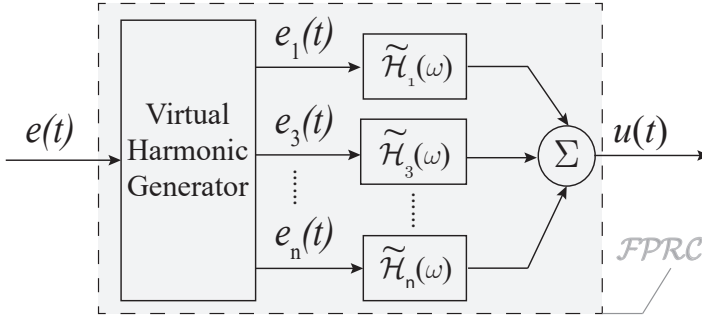 e(t)
Virtual
Harmonic
Generator
e₁(t)
ℋ̃₁(ω)
e₃(t)
ℋ̃₃(ω)
eₙ(t)
ℋ̃ₙ(ω)
Σ
u(t)
ℱ𝒫ℛ𝒞